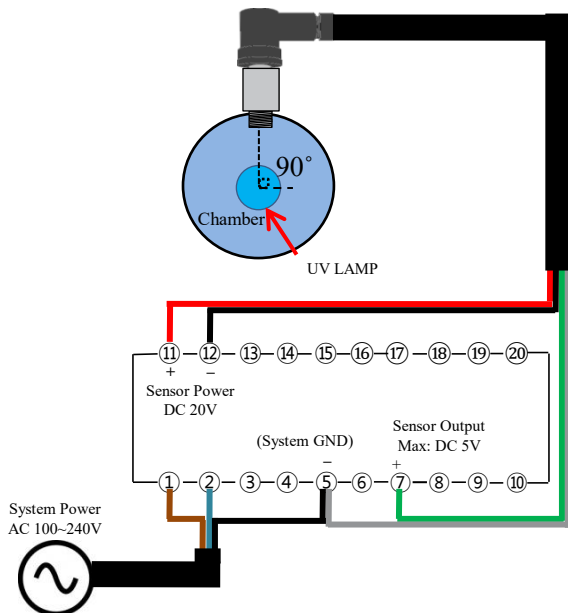 90°
Chamber
UV LAMP
⑪ ⑫ ⑬ ⑭ ⑮ ⑯ ⑰ ⑱ ⑲ ⑳
+ −
Sensor Power
DC 20V
Sensor Output
(System GND) Max: DC 5V
− +
① ② ③ ④ ⑤ ⑥ ⑦ ⑧ ⑨ ⑩
System Power
AC 100~240V